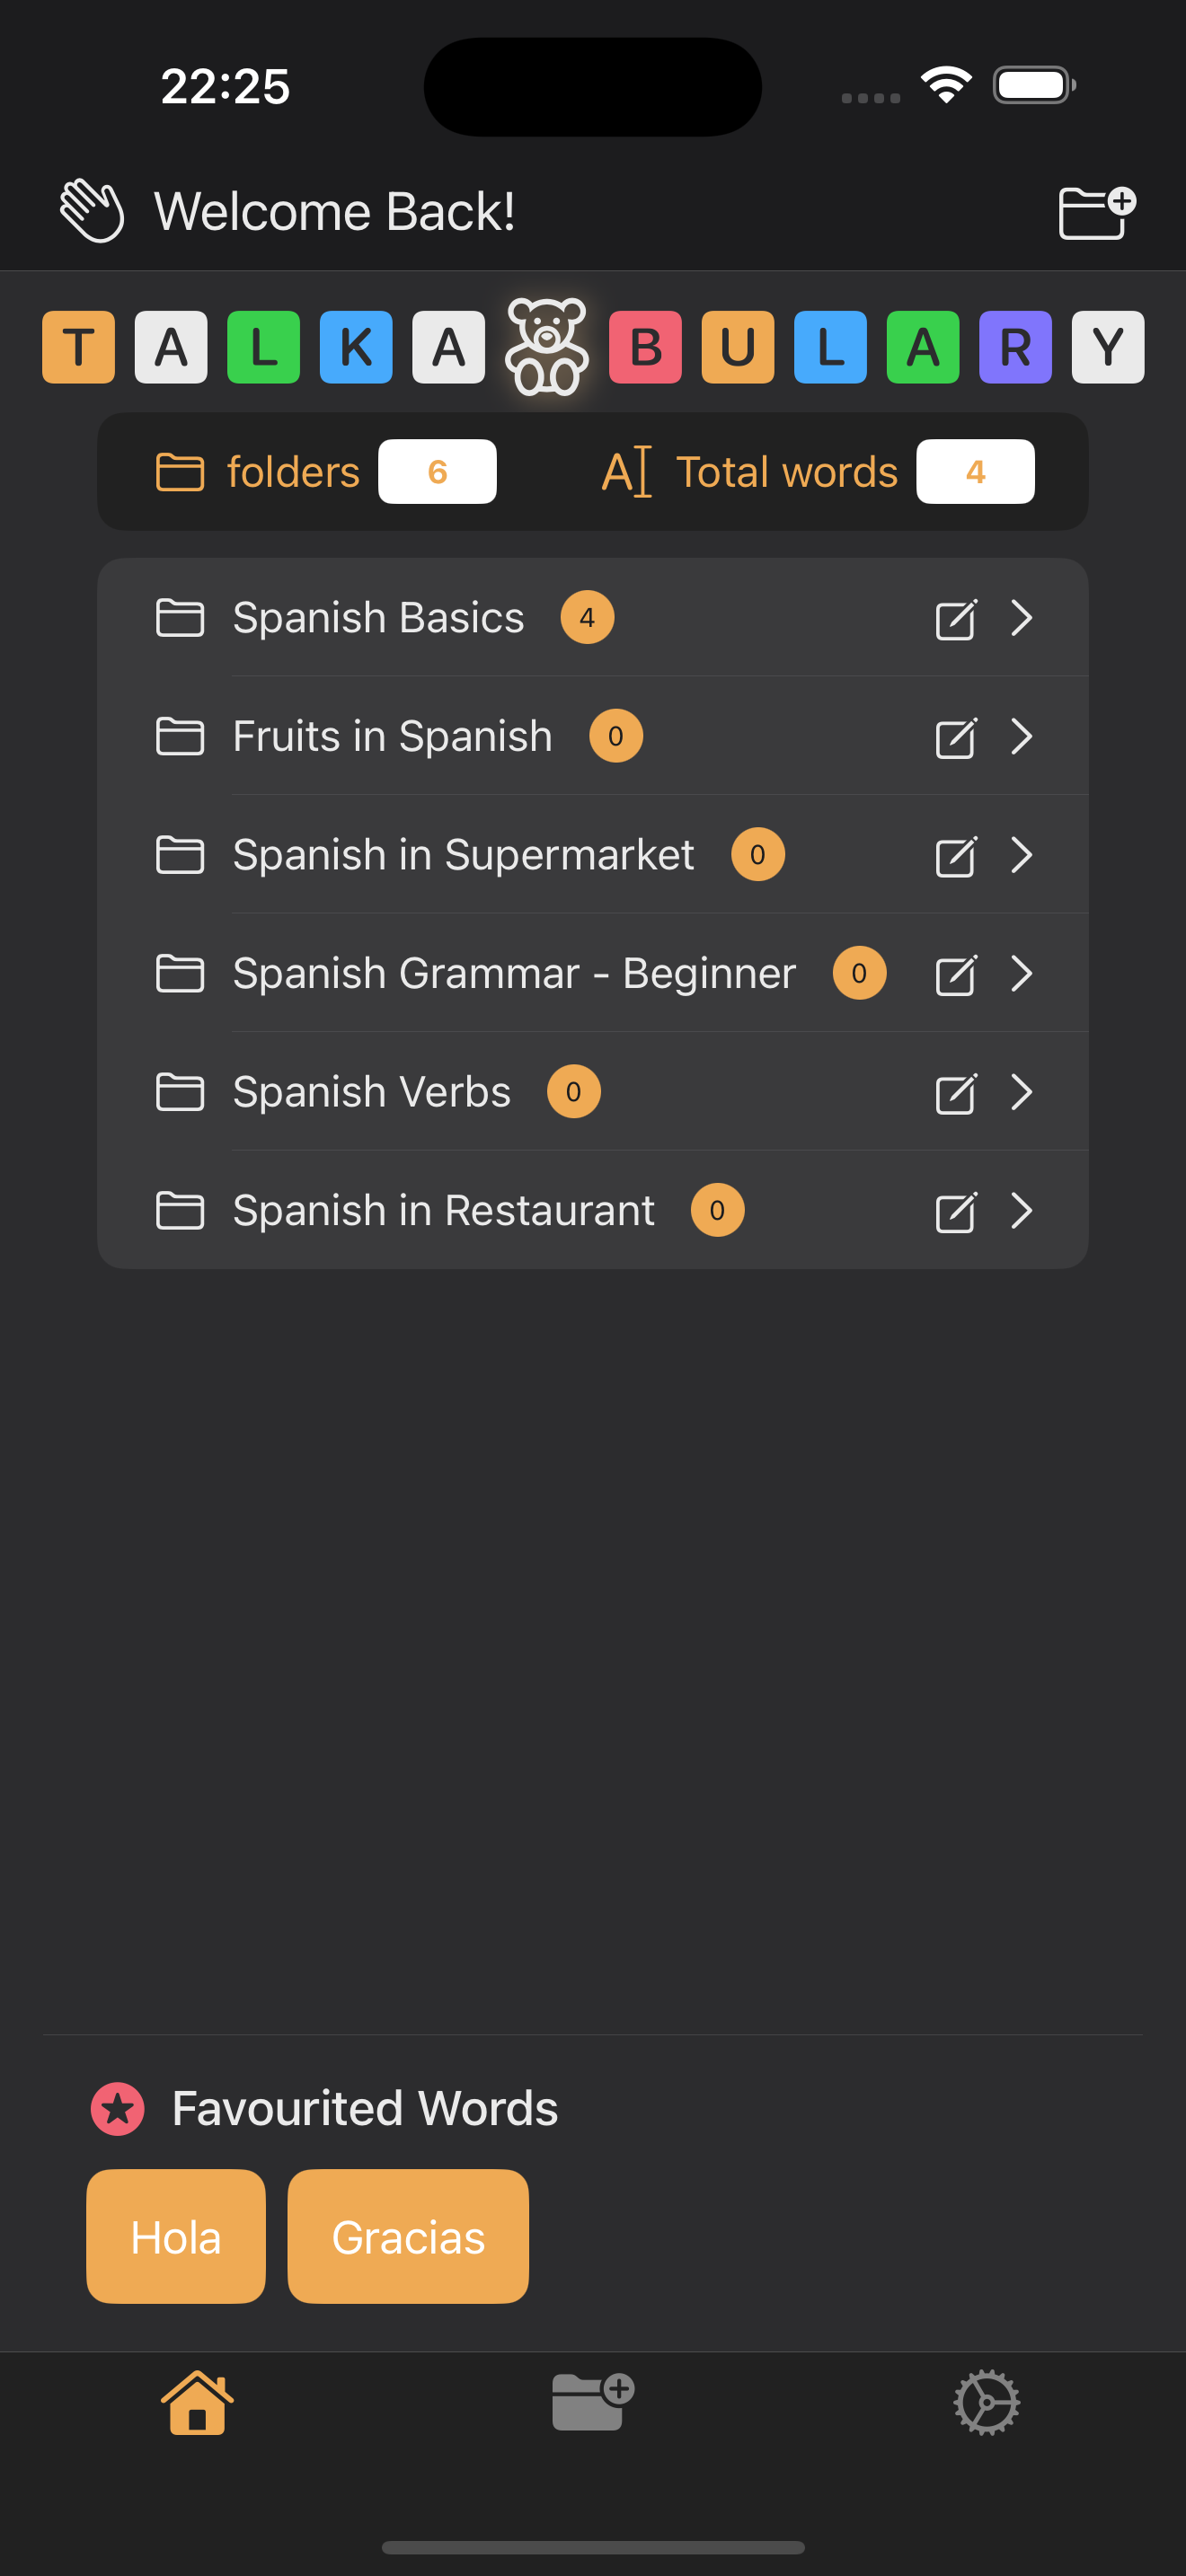 22:25
Welcome Back!
T A L K A B U L A R Y
folders 6 A Total words 4
Spanish Basics 4
Fruits in Spanish 0
Spanish in Supermarket 0
Spanish Grammar - Beginner 0
Spanish Verbs 0
Spanish in Restaurant 0
Favourited Words
Hola Gracias